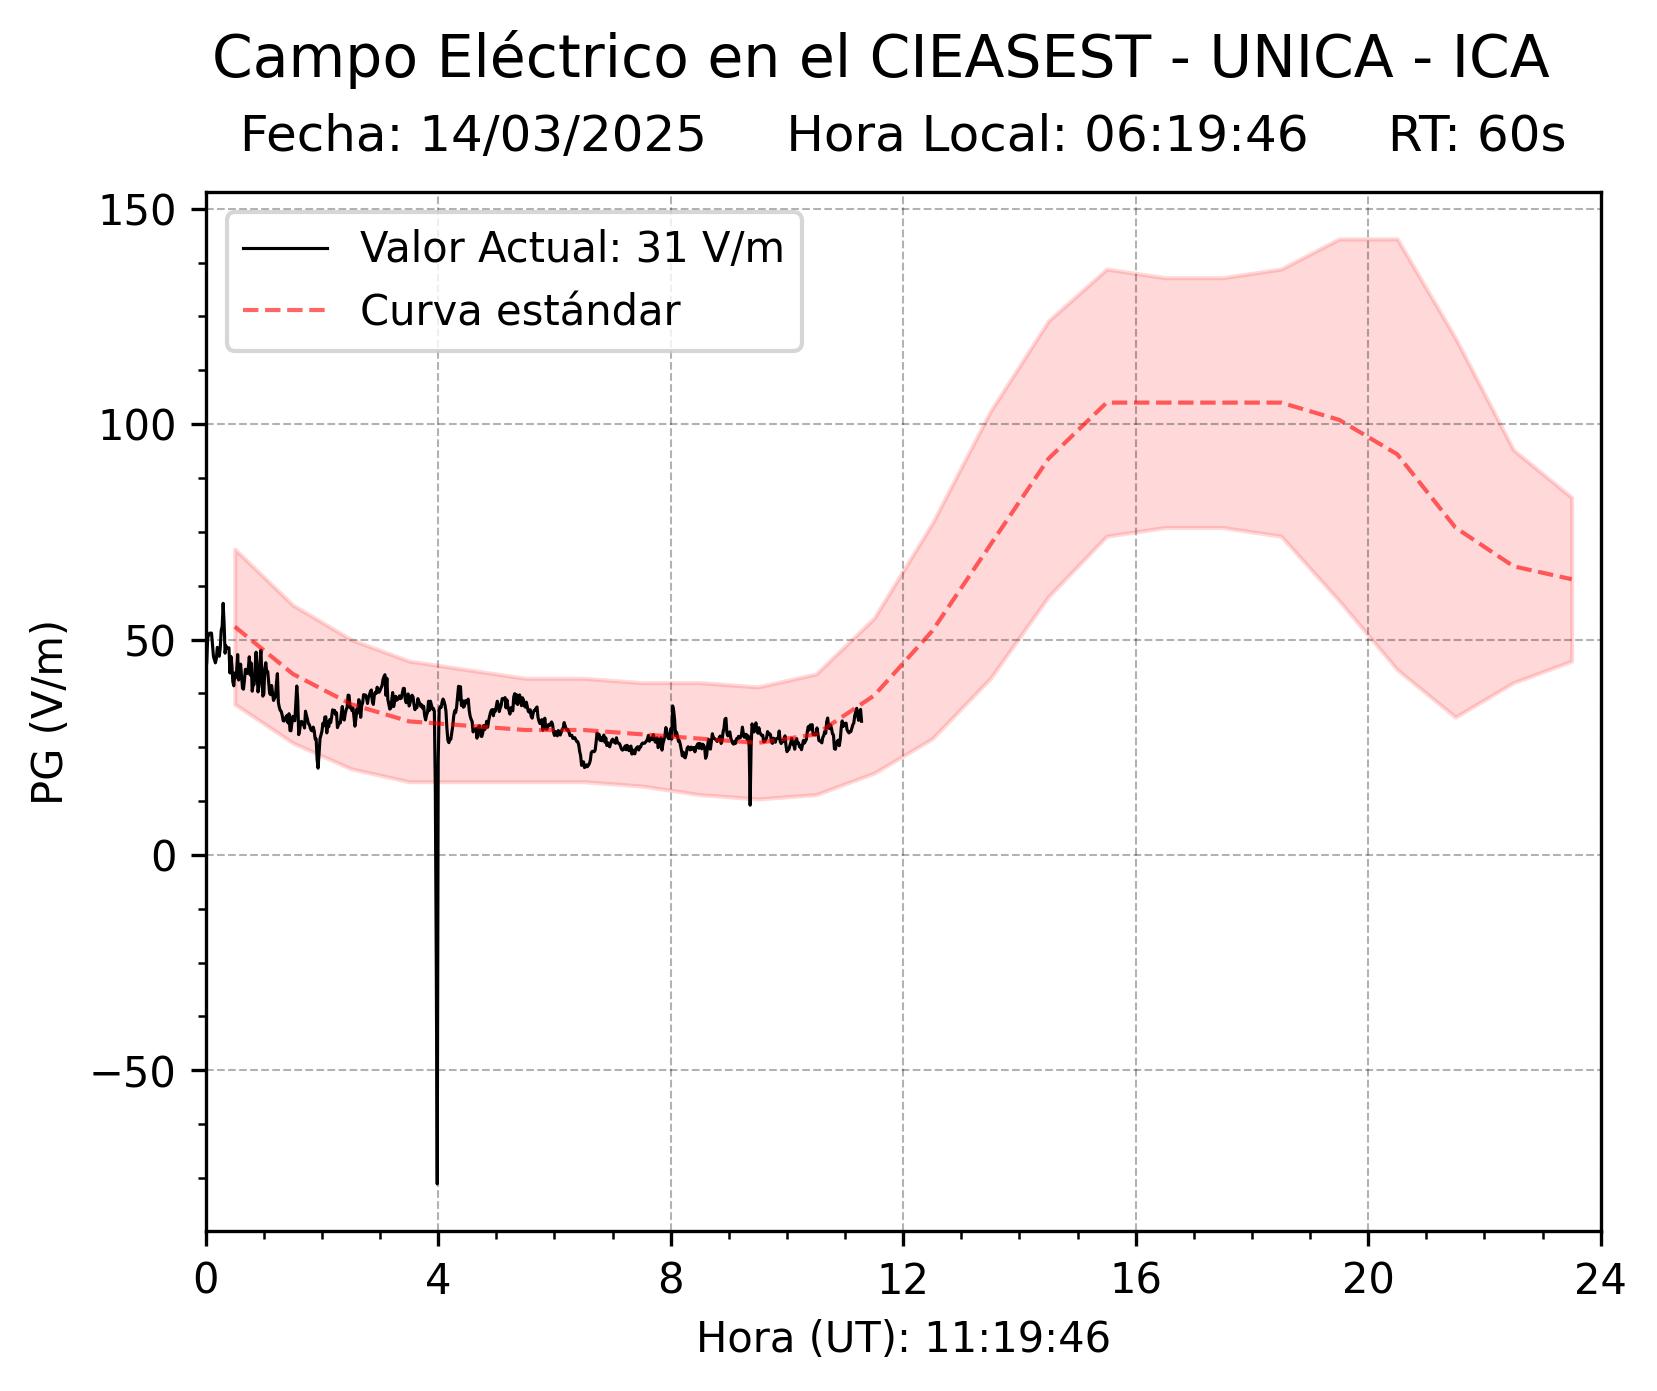 Campo Eléctrico en el CIEASEST - UNICA - ICA
Fecha: 14/03/2025 Hora Local: 06:19:46 RT: 60s
Valor Actual: 31 V/m
Curva estándar
PG (V/m)
150
100
50
0
−50
0 4 8 12 16 20 24
Hora (UT): 11:19:46